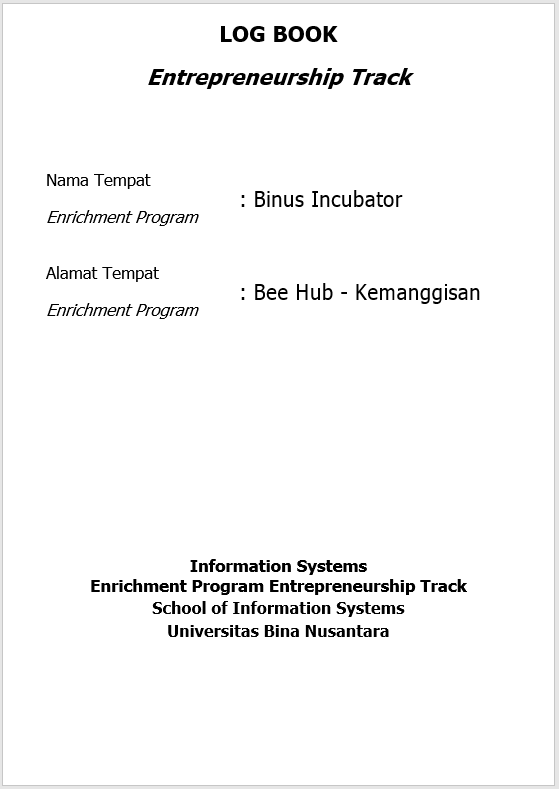 LOG BOOK
Entrepreneurship Track
Nama Tempat
Enrichment Program
: Binus Incubator
Alamat Tempat
Enrichment Program
: Bee Hub - Kemanggisan
Information Systems
Enrichment Program Entrepreneurship Track
School of Information Systems
Universitas Bina Nusantara